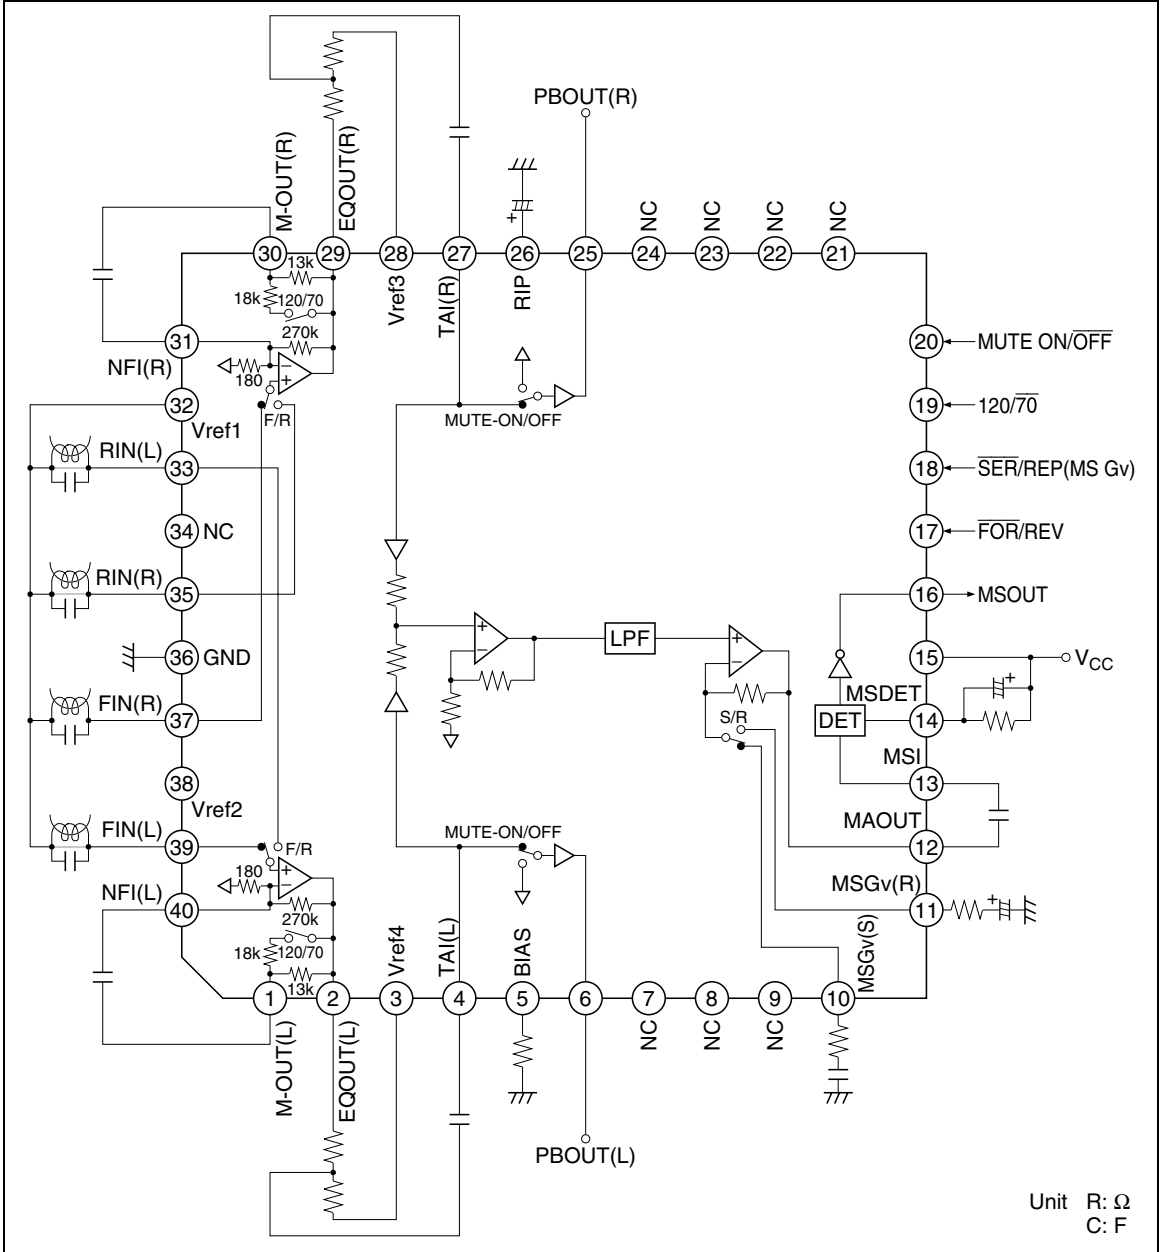 PBOUT(R)
M-OUT(R)
EQOUT(R)
NC
NC
NC
NC
30
29
28
27
26
25
24
23
22
21
13k
Vref3
TAI(R)
RIP
18k
120/70
270k
31
NFI(R)
180
20
MUTE ON/OFF
32
Vref1
F/R
MUTE-ON/OFF
19
120/70
RIN(L)
33
18
SER/REP(MS Gv)
34
NC
17
FOR/REV
RIN(R)
35
16
MSOUT
36
GND
LPF
15
VCC
FIN(R)
37
MSDET
DET
14
S/R
MSI
13
38
Vref2
MAOUT
12
FIN(L)
39
F/R
MUTE-ON/OFF
180
NFI(L)
40
270k
MSGv(R)
11
18k
120/70
13k
Vref4
TAI(L)
BIAS
MSGv(S)
1
2
3
4
5
6
7
8
9
10
M-OUT(L)
EQOUT(L)
NC
NC
NC
PBOUT(L)
Unit R: Ω
C: F